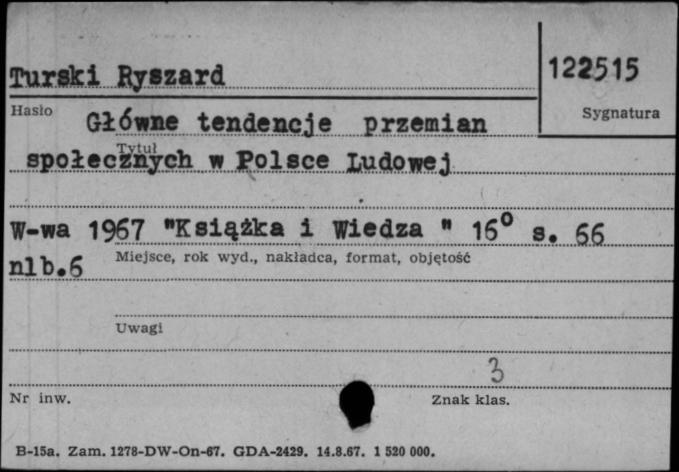 Turski Ryszard
122515
Hasło
Sygnatura
Główne tendencje przemian
Tytuł
społecznych w Polsce Ludowej
W-wa 1967 "Książka i Wiedza " 16° s. 66
nlb.6
Miejsce, rok wyd., nakładca, format, objętość
Uwagi
3
Nr inw.
Znak klas.
B-15a. Zam. 1278-DW-On-67. GDA-2429. 14.8.67. 1 520 000.